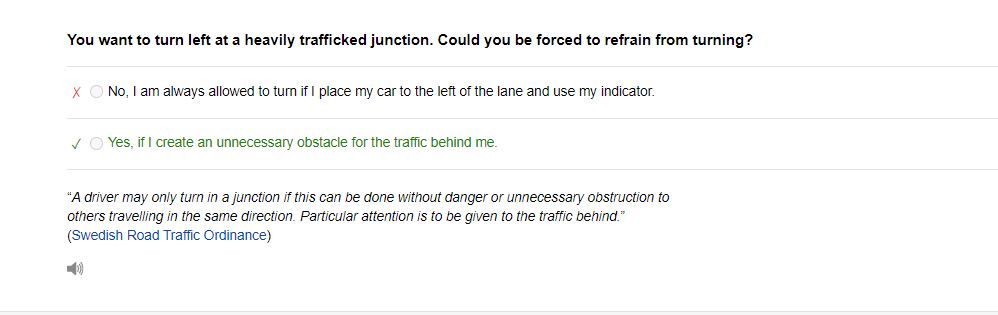 You want to turn left at a heavily trafficked junction. Could you be forced to refrain from turning?
No, I am always allowed to turn if I place my car to the left of the lane and use my indicator.
Yes, if I create an unnecessary obstacle for the traffic behind me.
“A driver may only turn in a junction if this can be done without danger or unnecessary obstruction to
others travelling in the same direction. Particular attention is to be given to the traffic behind.”
(Swedish Road Traffic Ordinance)